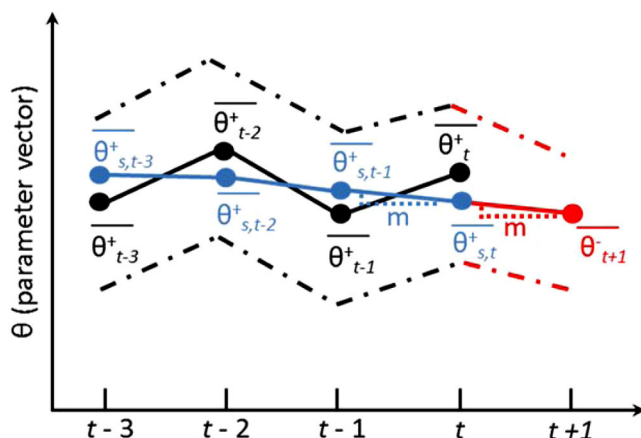 θ (parameter vector)
θ⁺ₛ,ₜ₋₃
θ⁺ₜ₋₂
θ⁺ₛ,ₜ₋₁
θ⁺ₜ
θ⁺ₜ₋₃
θ⁺ₛ,ₜ₋₂
θ⁺ₜ₋₁
m
θ⁺ₛ,ₜ
m
θ⁻ₜ₊₁
t - 3 t - 2 t - 1 t t +1